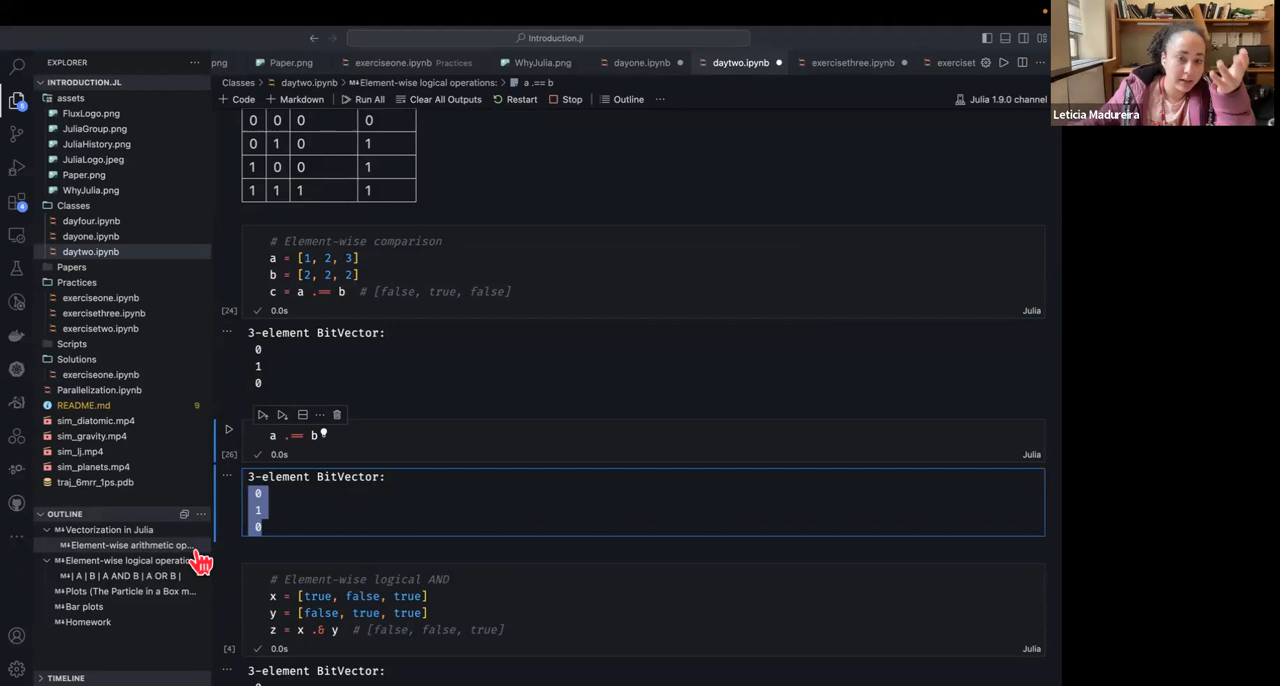 Introduction.jl
EXPLORER
png
Paper.png
exerciseone.ipynb Practices
WhyJulia.png
dayone.ipynb
daytwo.ipynb
exercisethree.ipynb
exerciset
Classes > daytwo.ipynb > M↓Element-wise logical operations: > a .== b
+ Code
+ Markdown
Run All
Clear All Outputs
Restart
Stop
Outline
Julia 1.9.0 channel
INTRODUCTION.JL
assets
FluxLogo.png
JuliaGroup.png
JuliaHistory.png
JuliaLogo.jpeg
Paper.png
WhyJulia.png
Classes
dayfour.ipynb
dayone.ipynb
daytwo.ipynb
Papers
Practices
exerciseone.ipynb
exercisethree.ipynb
exercisetwo.ipynb
Scripts
Solutions
exerciseone.ipynb
Parallelization.ipynb
README.md 9
sim_diatomic.mp4
sim_gravity.mp4
sim_lj.mp4
sim_planets.mp4
traj_6mrr_1ps.pdb
OUTLINE
M↓Vectorization in Julia
M↓Element-wise arithmetic op...
M↓Element-wise logical operatio
M↓| A | B | A AND B | A OR B |
M↓Plots (The Particle in a Box m...
M↓Bar plots
M↓Homework
TIMELINE
5
4
0 0 0 0
0 1 0 1
1 0 0 1
1 1 1 1
# Element-wise comparison
a = [1, 2, 3]
b = [2, 2, 2]
c = a .== b # [false, true, false]
[24] 0.0s Julia
3-element BitVector:
0
1
0
a .== b
[26] 0.0s Julia
3-element BitVector:
0
1
0
# Element-wise logical AND
x = [true, false, true]
y = [false, true, true]
z = x .& y # [false, false, true]
[4] 0.0s Julia
3-element BitVector:
Leticia Madureira